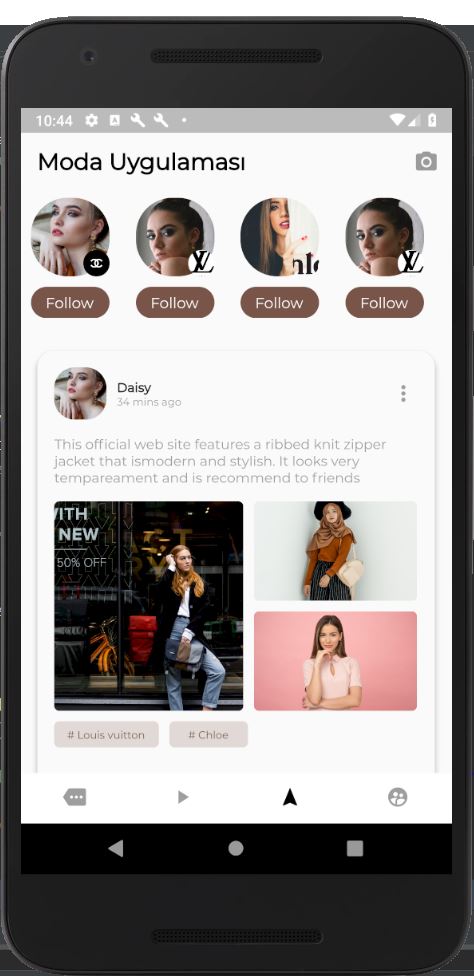 10:44
Moda Uygulaması
Follow
Follow
Follow
Follow
Daisy
34 mins ago
This official web site features a ribbed knit zipper
jacket that ismodern and stylish. It looks very
tempareament and is recommend to friends
WITH
NEW
50% OFF
# Louis vuitton
# Chloe